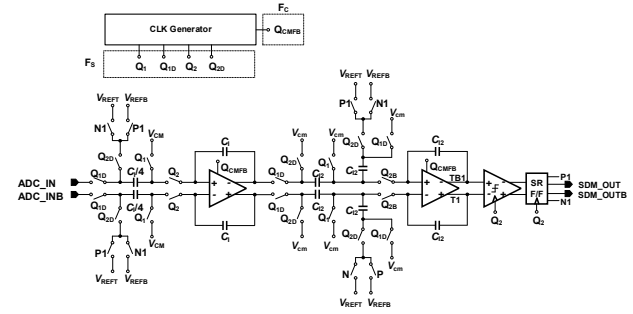 F_C
CLK Generator
Q_CMFB
F_S
Q_1 Q_1D Q_2 Q_2D
V_REFT V_REFB
P1 N1
V_cm
V_REFT V_REFB
N1 P1
V_CM
Q_2D Q_1
V_cm
Q_2D Q_1
Q_2D Q_1D
C_I
Q_CMFB
C_I2
Q_CMFB
C_I2
ADC_IN
Q_1D C_I/4 Q_2
+ -
Q_1D C_I2 Q_2B
+ - TB1
+ -
SR
F/F
P1
SDM_OUT
ADC_INB
Q_1D C_I/4 Q_2
- +
Q_1D C_I2 Q_2B
- + T1
- +
SDM_OUTB
N1
Q_2D Q_1
Q_2D Q_1
C_I2
Q_2 Q_2
C_I
C_I2
V_CM
V_cm V_cm
Q_2D Q_1D
V_cm
P1 N1
N P
V_REFT V_REFB
V_REFT V_REFB